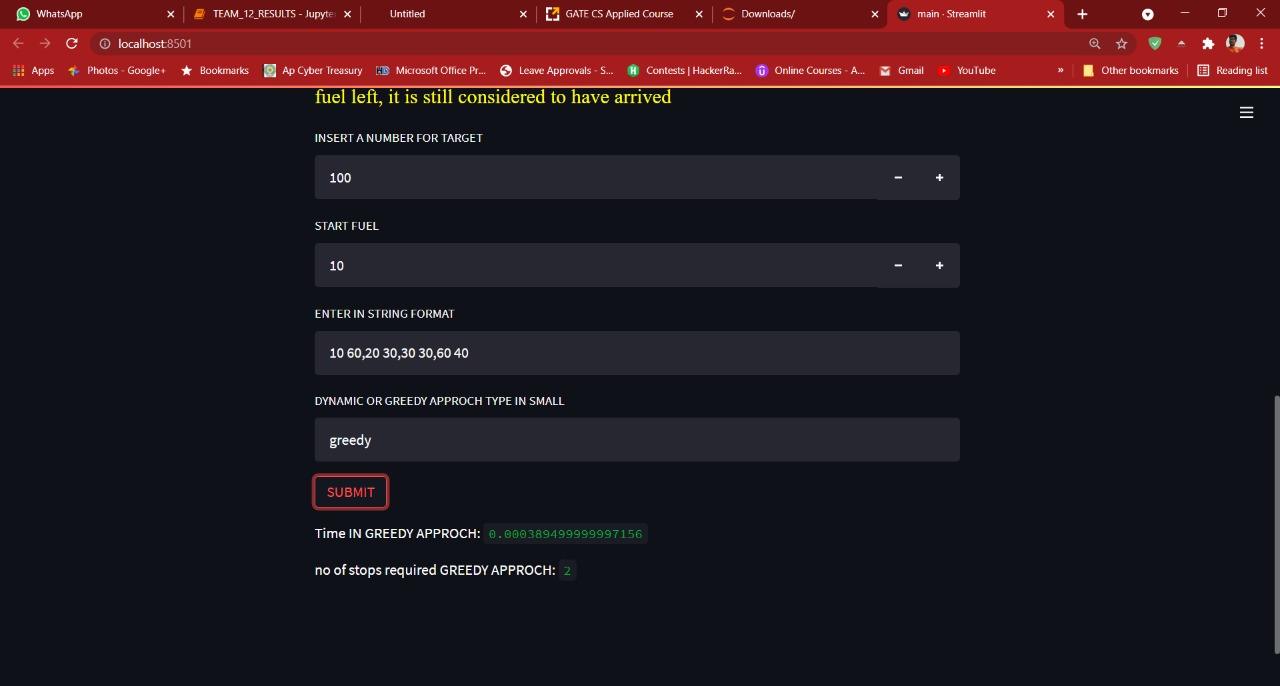 WhatsApp
TEAM_12_RESULTS - Jupyte
Untitled
GATE CS Applied Course
Downloads/
main · Streamlit
localhost:8501
Apps
Photos - Google+
Bookmarks
Ap Cyber Treasury
Microsoft Office Pr...
Leave Approvals - S...
Contests | HackerRa...
Online Courses - A...
Gmail
YouTube
»
Other bookmarks
Reading list
fuel left, it is still considered to have arrived
INSERT A NUMBER FOR TARGET
100
START FUEL
10
ENTER IN STRING FORMAT
10 60,20 30,30 30,60 40
DYNAMIC OR GREEDY APPROCH TYPE IN SMALL
greedy
SUBMIT
Time IN GREEDY APPROCH: 0.000389499999997156
no of stops required GREEDY APPROCH: 2